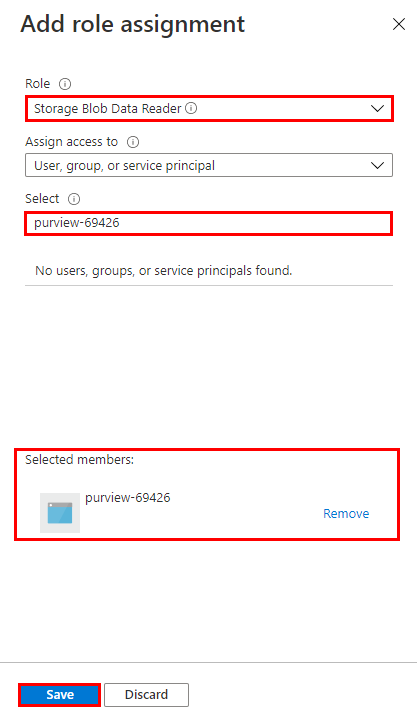 Add role assignment
Role
Storage Blob Data Reader
Assign access to
User, group, or service principal
Select
purview-69426
No users, groups, or service principals found.
Selected members:
purview-69426
Remove
Save Discard